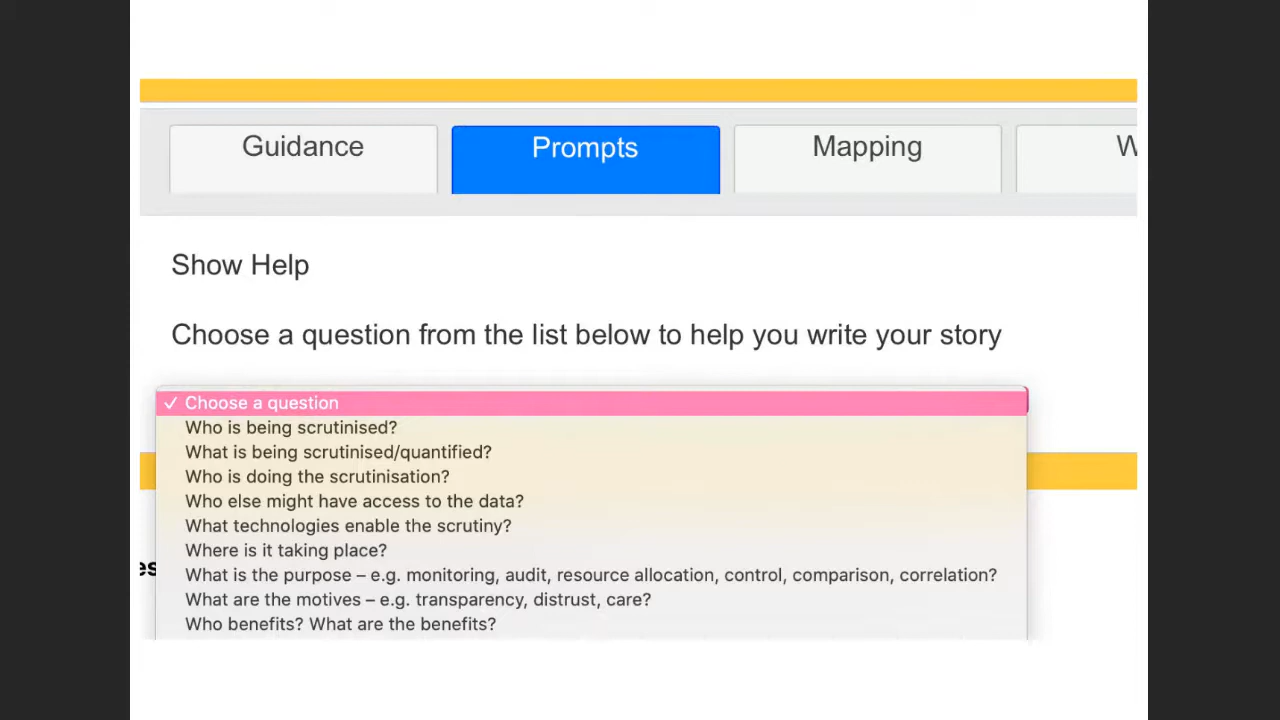 Guidance
Prompts
Mapping
W
Show Help
Choose a question from the list below to help you write your story
✓ Choose a question
Who is being scrutinised?
What is being scrutinised/quantified?
Who is doing the scrutinisation?
Who else might have access to the data?
What technologies enable the scrutiny?
Where is it taking place?
es
What is the purpose – e.g. monitoring, audit, resource allocation, control, comparison, correlation?
What are the motives – e.g. transparency, distrust, care?
Who benefits? What are the benefits?